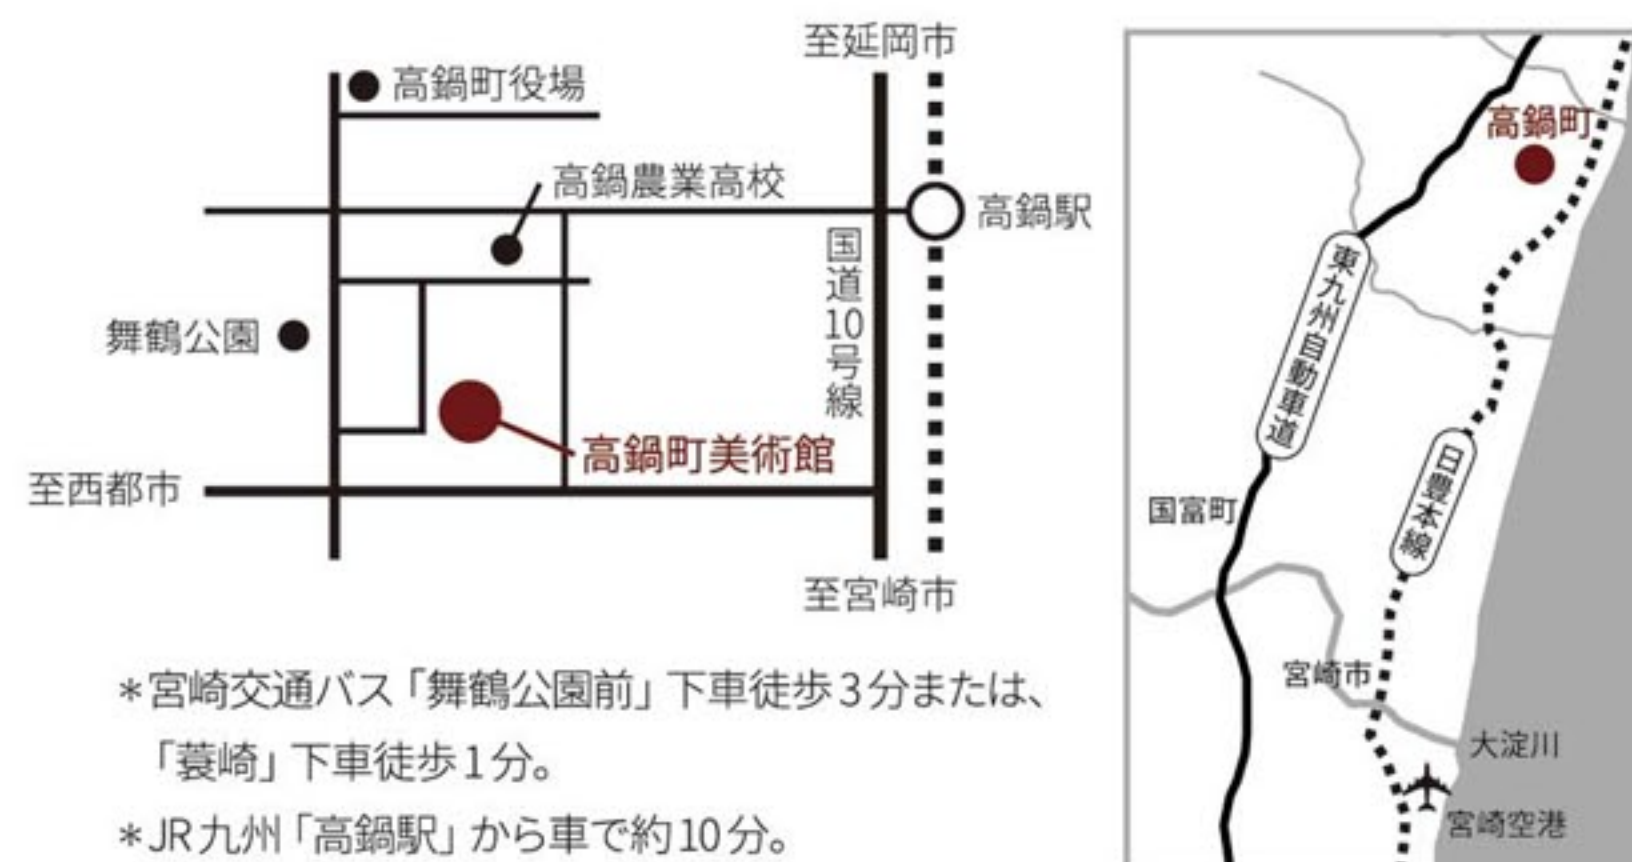 至延岡市
高鍋町役場
高鍋農業高校
高鍋駅
国道10号線
舞鶴公園
高鍋町美術館
至西都市
至宮崎市
＊宮崎交通バス「舞鶴公園前」下車徒歩3分または、
「蓑崎」下車徒歩1分。
＊JR九州「高鍋駅」から車で約10分。
高鍋町
東九州自動車道
日豊本線
国富町
宮崎市
大淀川
宮崎空港